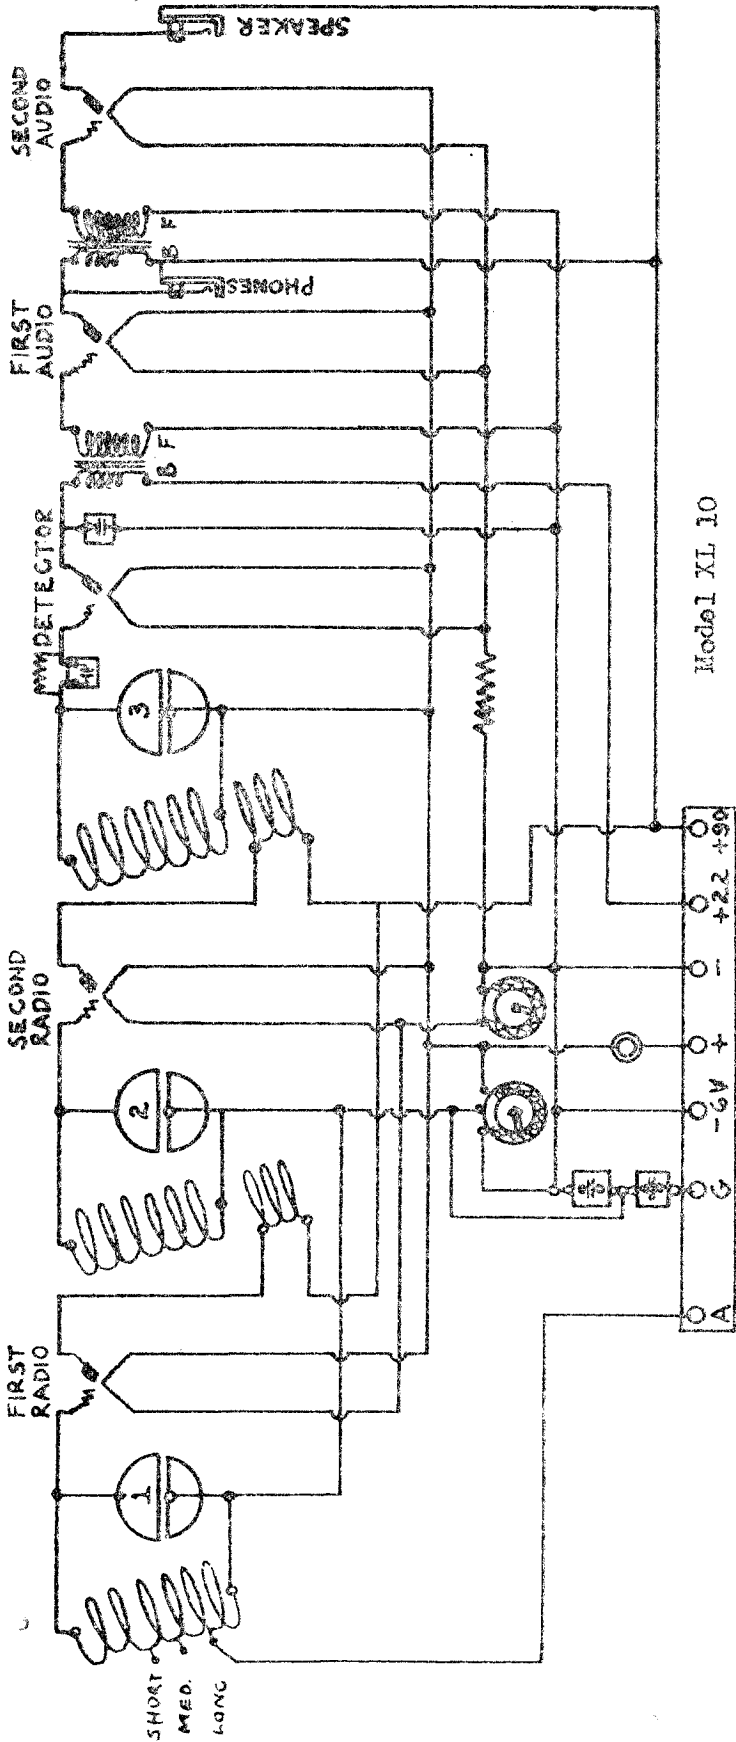 FIRST
RADIO
SECOND
RADIO
DETECTOR
FIRST
AUDIO
SECOND
AUDIO
SHORT
MED.
LONG
1
2
3
B F
B F
PHONES
SPEAKER
A G -6V + - +22 +90
Model XL 10